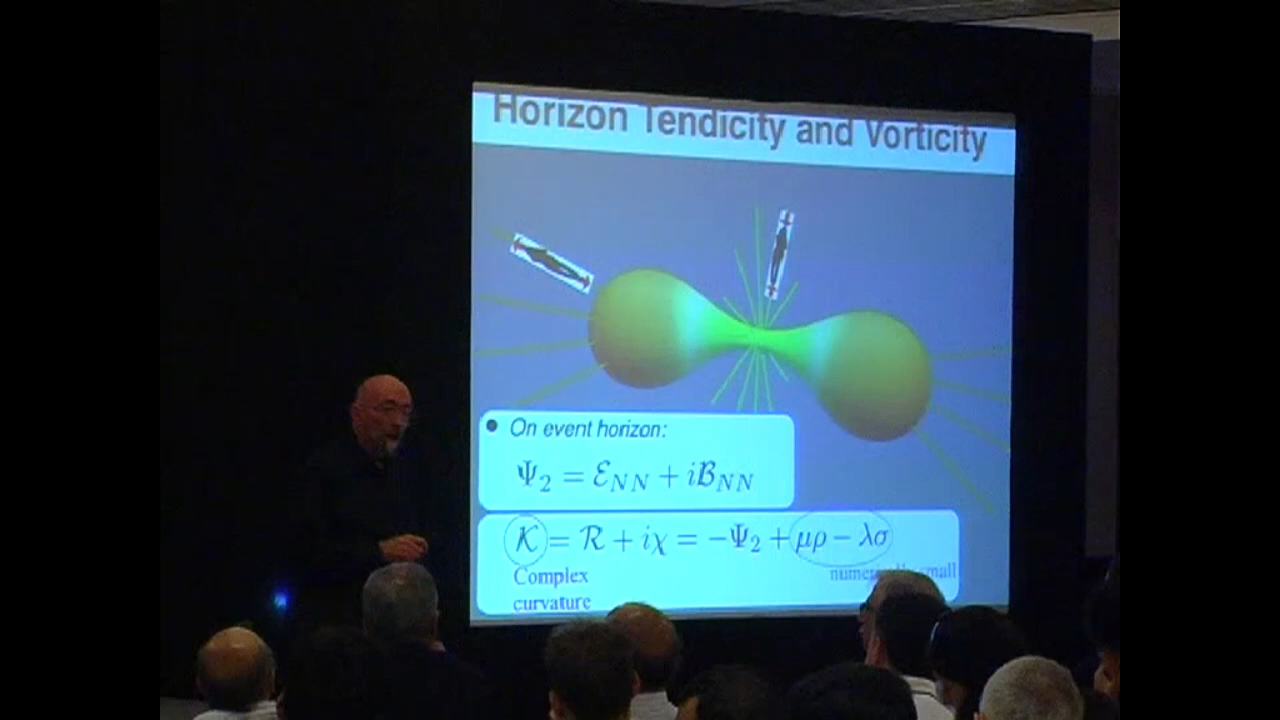 Horizon Tendicity and Vorticity
• On event horizon:
Ψ₂ = ℰ_NN + iℬ_NN
𝒦 = ℛ + iχ = −Ψ₂ + μρ − λσ
Complex
curvature